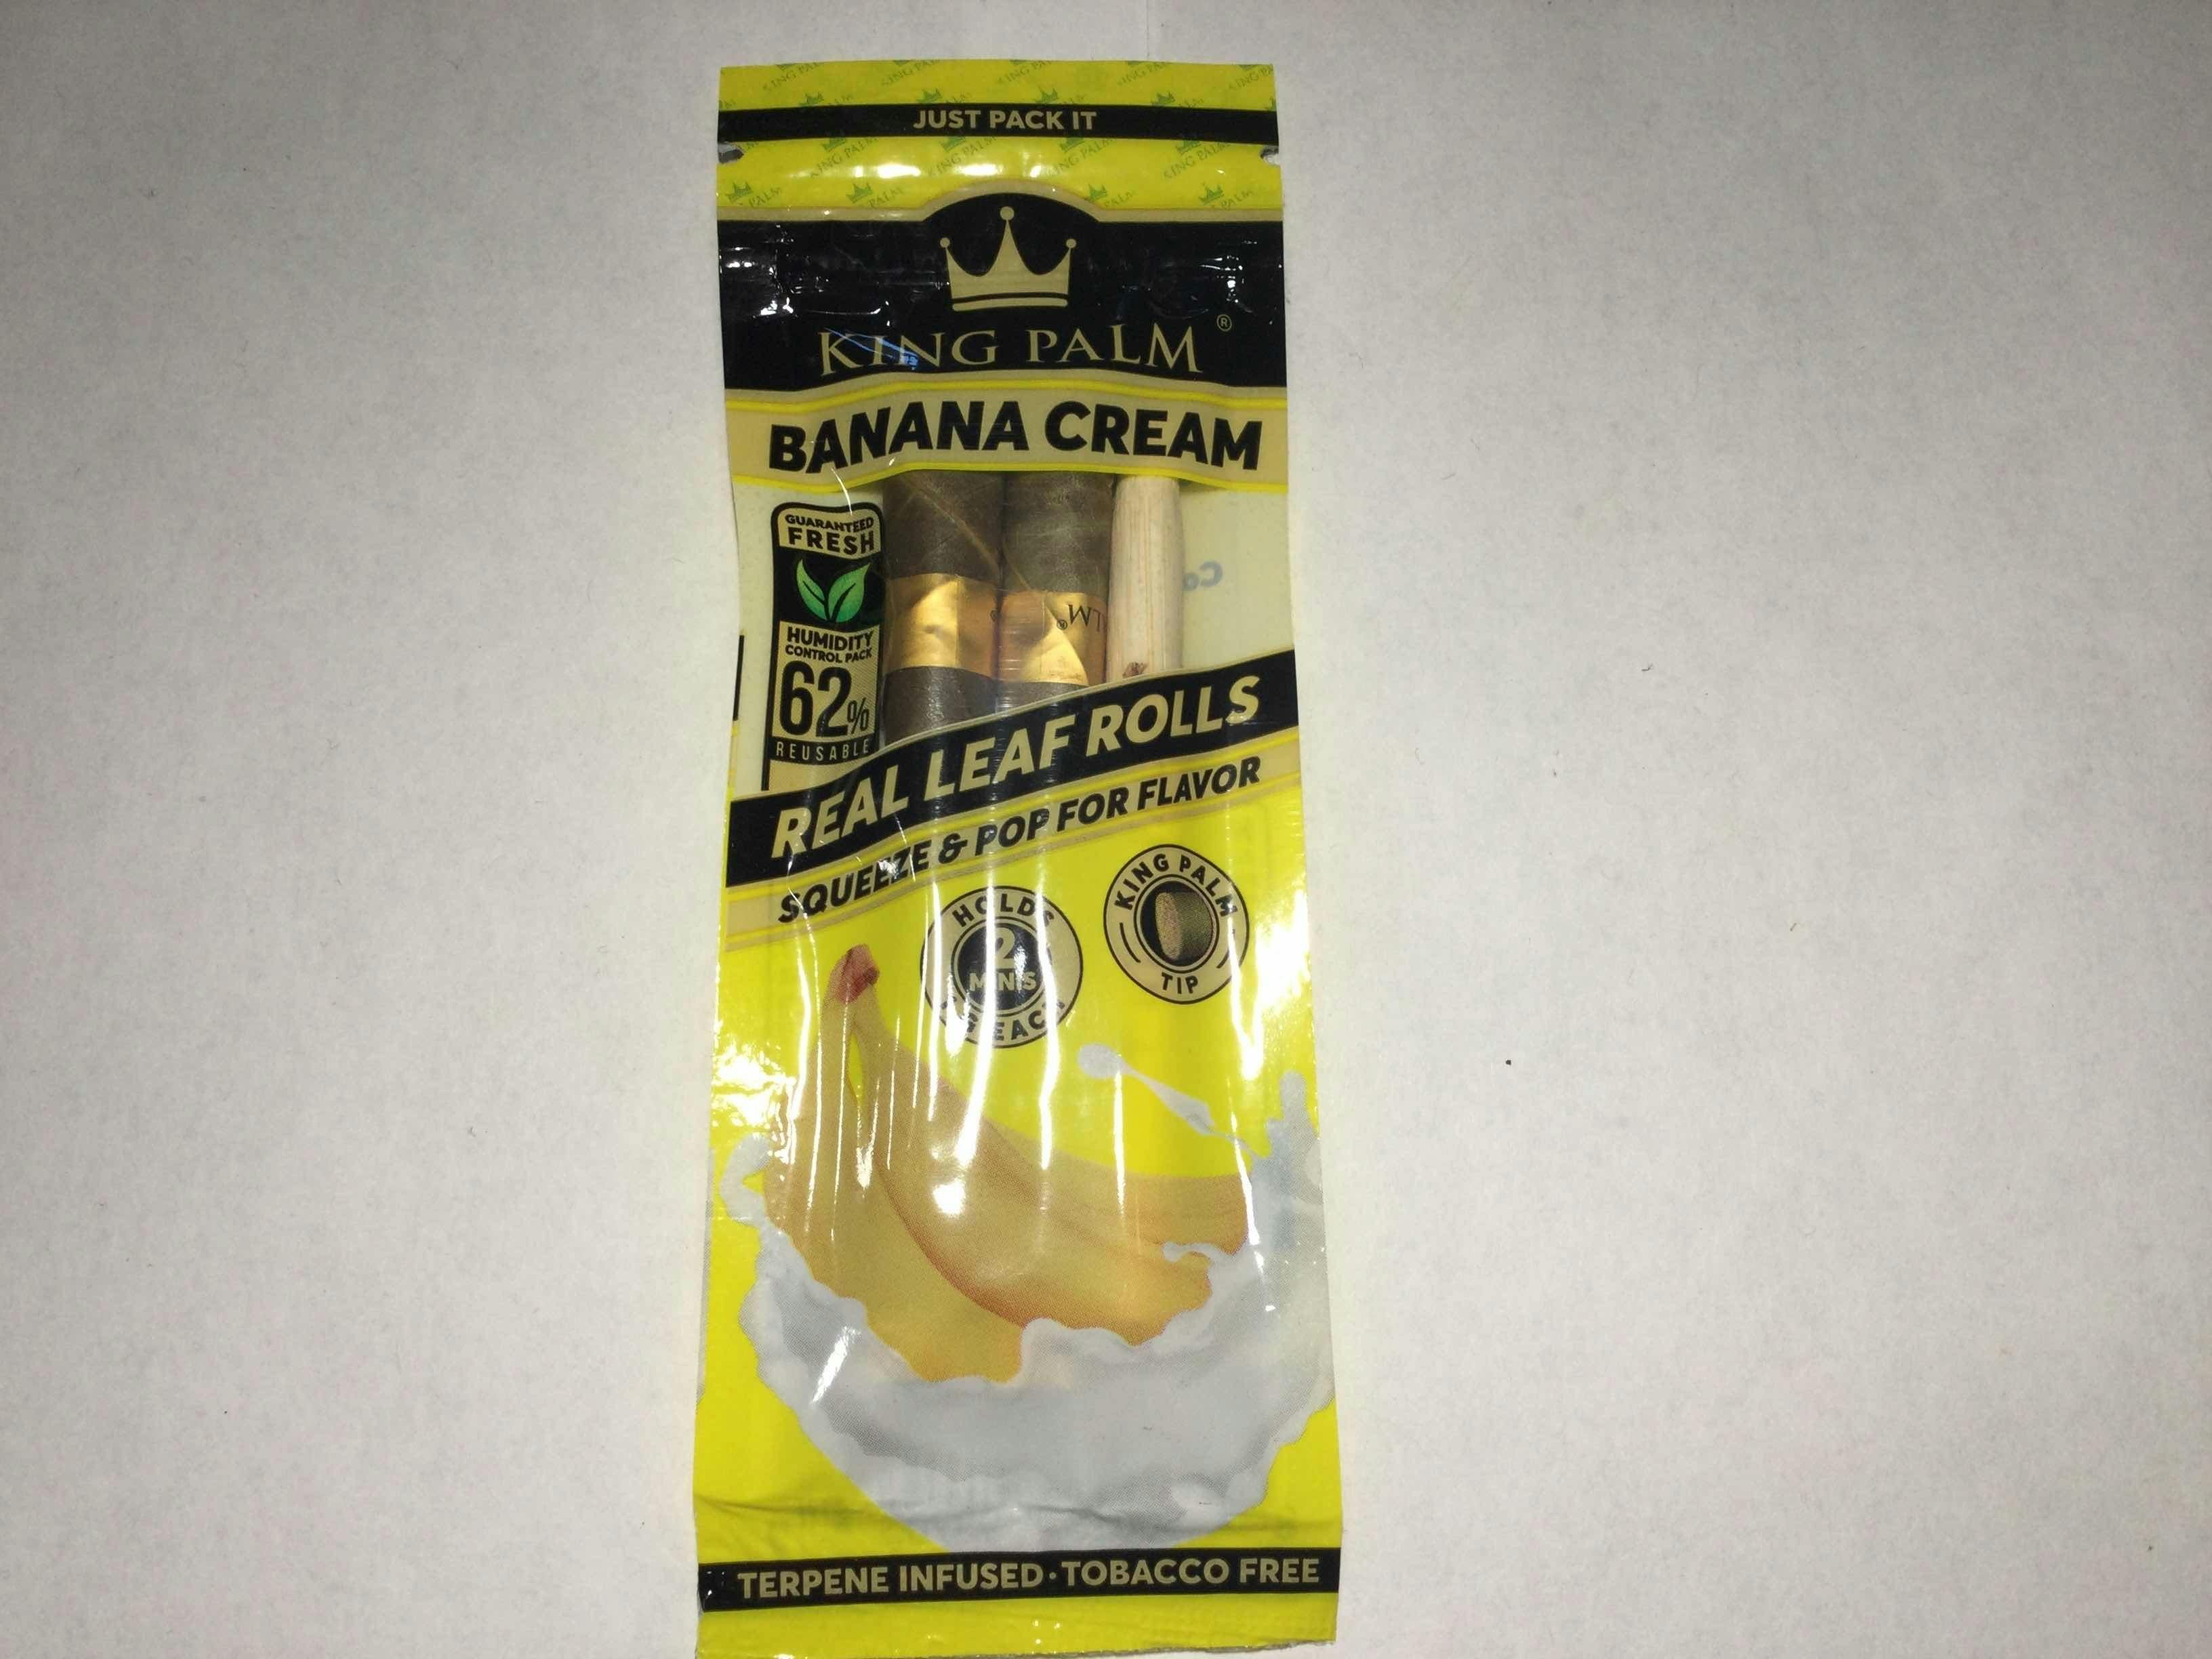 JUST PACK IT
KING PALM ®
BANANA CREAM
GUARANTEED
FRESH
HUMIDITY
CONTROL PACK
62%
REUSABLE
REAL LEAF ROLLS
SQUEEZE & POP FOR FLAVOR
HOLDS
2
MINIS
EACH
KING PALM
TIP
TERPENE INFUSED·TOBACCO FREE